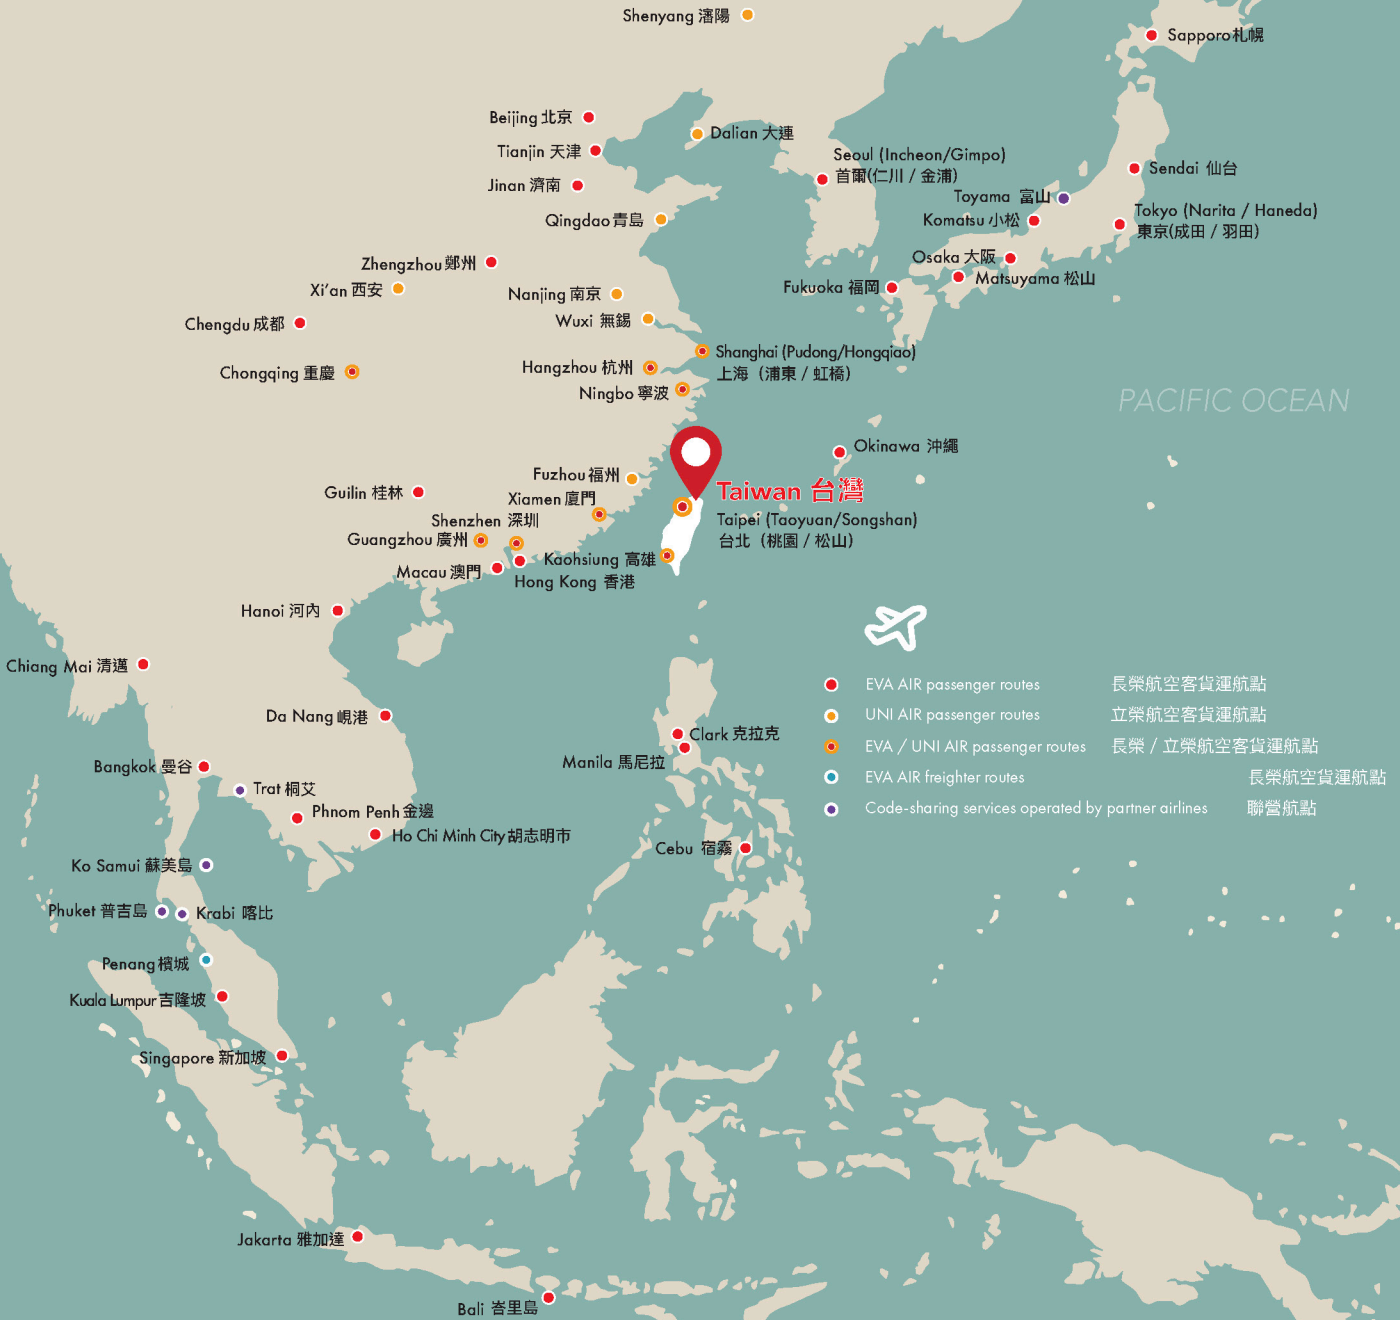 Shenyang 瀋陽
Sapporo札幌
Beijing 北京
Dalian 大連
Tianjin 天津
Seoul (Incheon/Gimpo)
首爾(仁川 / 金浦)
Sendai 仙台
Jinan 濟南
Toyama 富山
Qingdao 青島
Komatsu 小松
Tokyo (Narita / Haneda)
東京(成田 / 羽田)
Zhengzhou 鄭州
Osaka 大阪
Matsuyama 松山
Xi'an 西安
Nanjing 南京
Fukuoka 福岡
Chengdu 成都
Wuxi 無錫
Shanghai (Pudong/Hongqiao)
上海（浦東 / 虹橋）
Chongqing 重慶
Hangzhou 杭州
Ningbo 寧波
PACIFIC OCEAN
Okinawa 沖繩
Fuzhou 福州
Guilin 桂林
Xiamen 廈門
Taiwan 台灣
Shenzhen 深圳
Taipei (Taoyuan/Songshan)
台北（桃園 / 松山）
Guangzhou 廣州
Kaohsiung 高雄
Macau 澳門
Hong Kong 香港
Hanoi 河內
Chiang Mai 清邁
EVA AIR passenger routes 長榮航空客貨運航點
Da Nang 峴港
UNI AIR passenger routes 立榮航空客貨運航點
Clark 克拉克
EVA / UNI AIR passenger routes 長榮 / 立榮航空客貨運航點
Manila 馬尼拉
Bangkok 曼谷
EVA AIR freighter routes 長榮航空貨運航點
Trat 桐艾
Code-sharing services operated by partner airlines 聯營航點
Phnom Penh 金邊
Ho Chi Minh City 胡志明市
Cebu 宿霧
Ko Samui 蘇美島
Phuket 普吉島
Krabi 喀比
Penang 檳城
Kuala Lumpur 吉隆坡
Singapore 新加坡
Jakarta 雅加達
Bali 峇里島